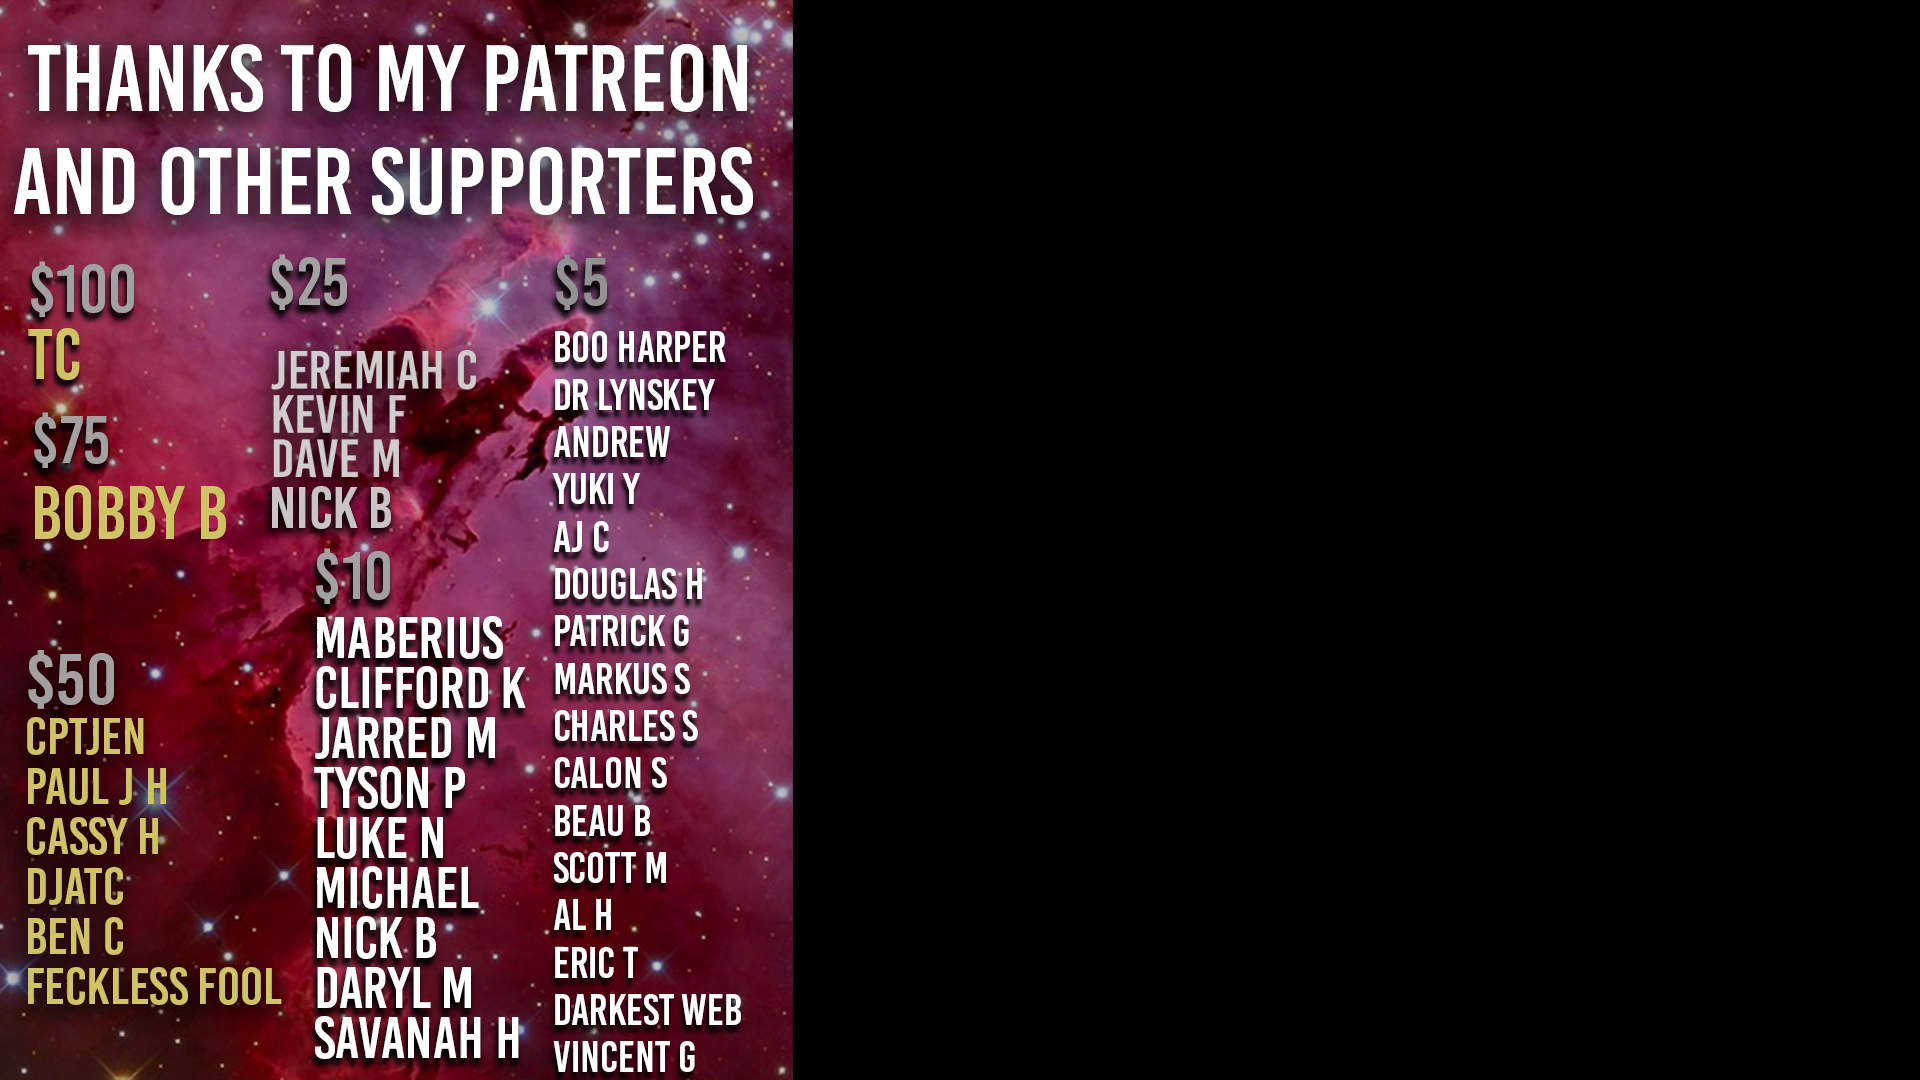 THANKS TO MY PATREON
AND OTHER SUPPORTERS
$100
TC
$75
BOBBY B
$50
CPTJEN
PAUL J H
CASSY H
DJATC
BEN C
FECKLESS FOOL
$25
JEREMIAH C
KEVIN F
DAVE M
NICK B
$10
MABERIUS
CLIFFORD K
JARRED M
TYSON P
LUKE N
MICHAEL
NICK B
DARYL M
SAVANAH H
$5
BOO HARPER
DR LYNSKEY
ANDREW
YUKI Y
AJ C
DOUGLAS H
PATRICK G
MARKUS S
CHARLES S
CALON S
BEAU B
SCOTT M
AL H
ERIC T
DARKEST WEB
VINCENT G